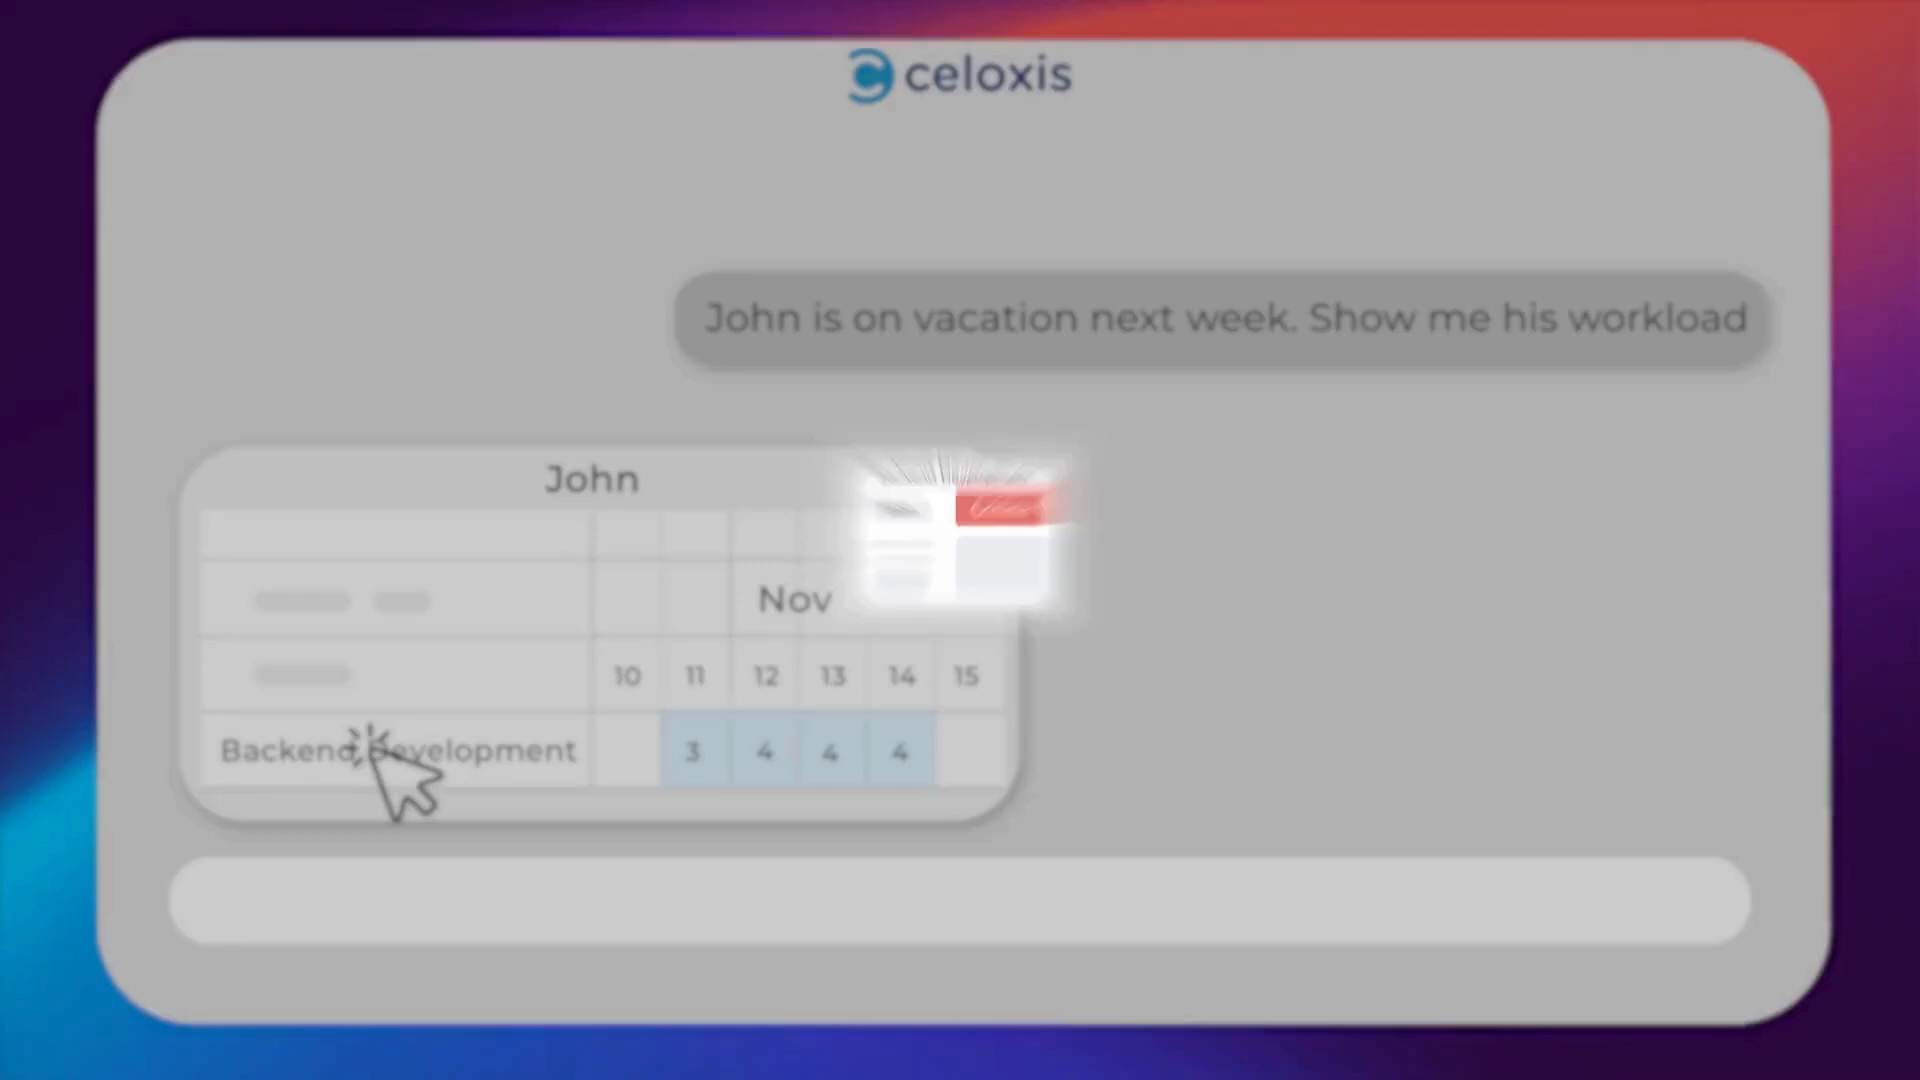 celoxis
John is on vacation next week. Show me his workload
John
Nov
10 11 12 13 14 15
Backend Development 3 4 4 4